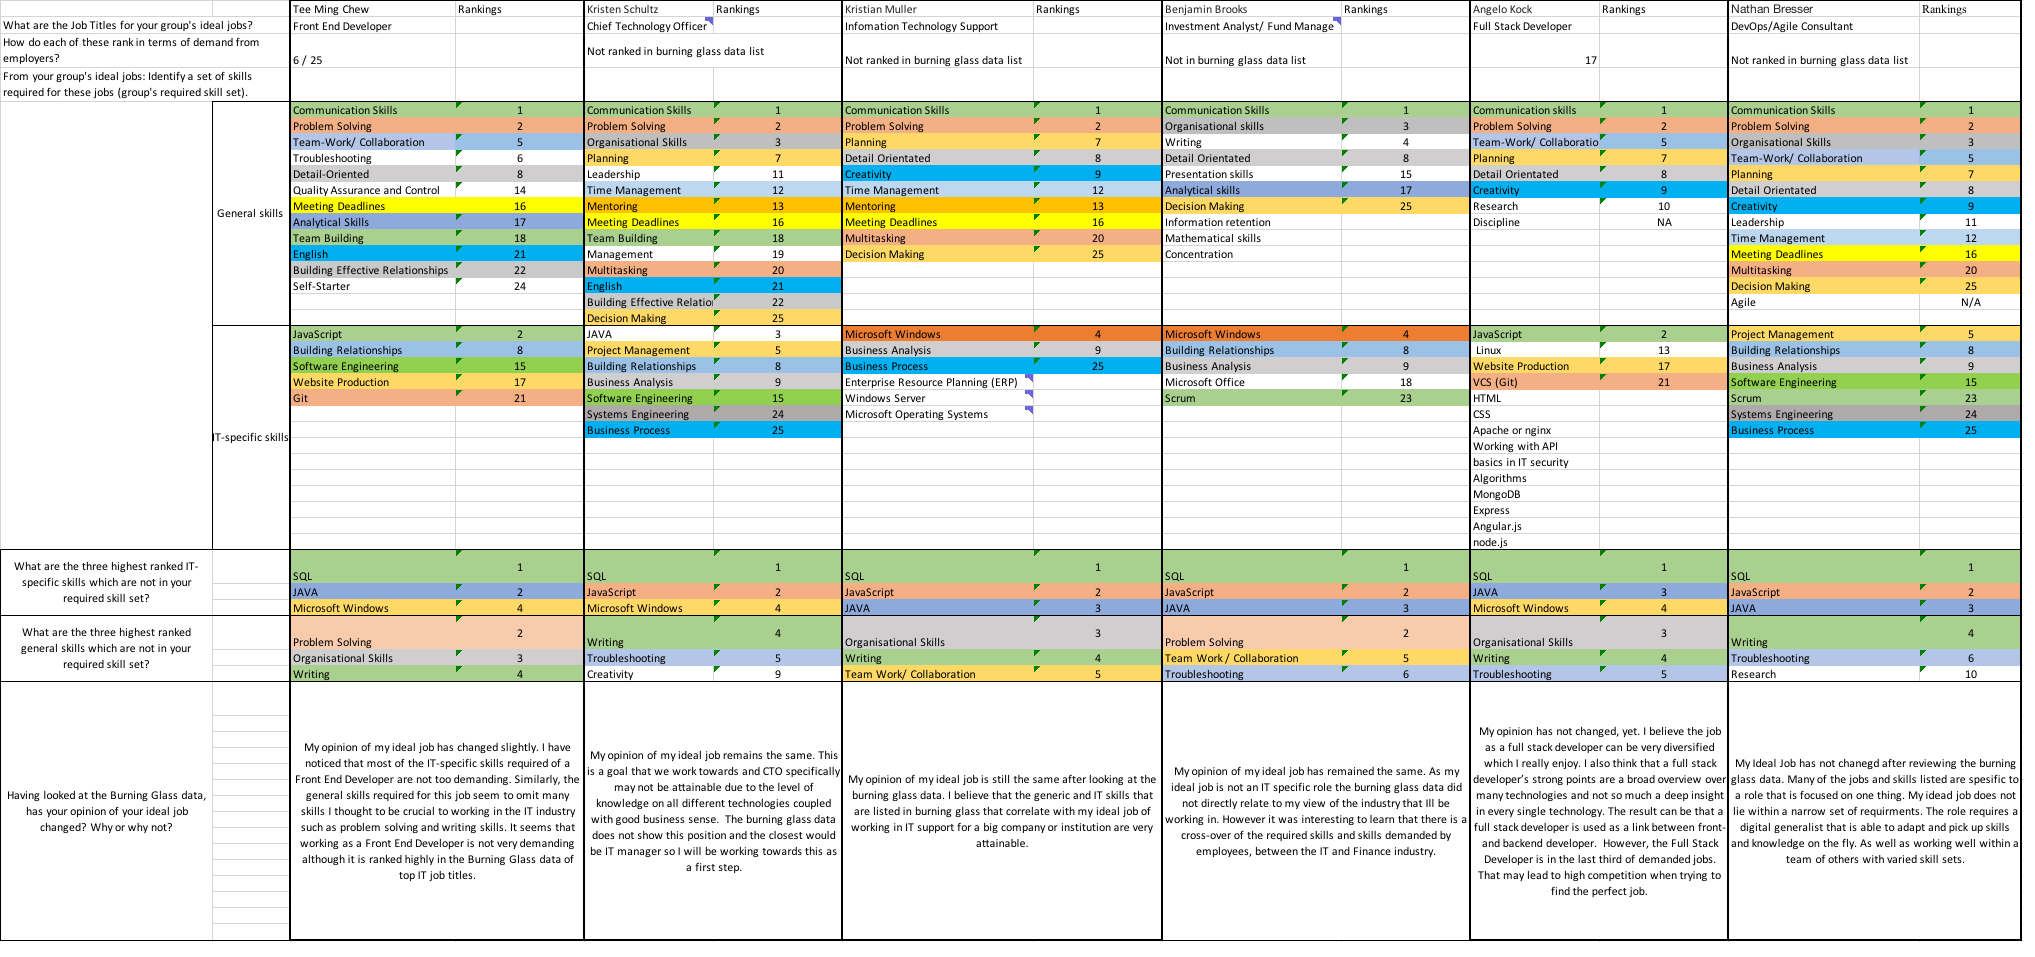 Tee Ming Chew Rankings Kristen Schultz Rankings Kristian Muller Rankings Benjamin Brooks Rankings Angelo Kock Rankings Nathan Bresser Rankings
What are the Job Titles for your group's ideal jobs? Front End Developer Chief Technology Officer Infomation Technology Support Investment Analyst/ Fund Manage Full Stack Developer DevOps/Agile Consultant
How do each of these rank in terms of demand from
employers? 6 / 25 Not ranked in burning glass data list Not ranked in burning glass data list Not in burning glass data list 17 Not ranked in burning glass data list
From your group's ideal jobs: Identify a set of skills
required for these jobs (group's required skill set).
General skills
Communication Skills 1 Communication Skills 1 Communication Skills 1 Communication Skills 1 Communication skills 1 Communication Skills 1
Problem Solving 2 Problem Solving 2 Problem Solving 2 Organisational skills 3 Problem Solving 2 Problem Solving 2
Team-Work/ Collaboration 5 Organisational Skills 3 Planning 7 Writing 4 Team-Work/ Collaboratio 5 Organisational Skills 3
Troubleshooting 6 Planning 7 Detail Orientated 8 Detail Orientated 8 Planning 7 Team-Work/ Collaboration 5
Detail-Oriented 8 Leadership 11 Creativity 9 Presentation skills 15 Detail Orientated 8 Planning 7
Quality Assurance and Control 14 Time Management 12 Time Management 12 Analytical skills 17 Creativity 9 Detail Orientated 8
Meeting Deadlines 16 Mentoring 13 Mentoring 13 Decision Making 25 Research 10 Creativity 9
Analytical Skills 17 Meeting Deadlines 16 Meeting Deadlines 16 Information retention Discipline NA Leadership 11
Team Building 18 Team Building 18 Multitasking 20 Mathematical skills Time Management 12
English 21 Management 19 Decision Making 25 Concentration Meeting Deadlines 16
Building Effective Relationships 22 Multitasking 20 Multitasking 20
Self-Starter 24 English 21 Decision Making 25
Building Effective Relatio 22 Agile N/A
Decision Making 25
IT-specific skills
JavaScript 2 JAVA 3 Microsoft Windows 4 Microsoft Windows 4 JavaScript 2 Project Management 5
Building Relationships 8 Project Management 5 Business Analysis 9 Building Relationships 8 Linux 13 Building Relationships 8
Software Engineering 15 Building Relationships 8 Business Process 25 Business Analysis 9 Website Production 17 Business Analysis 9
Website Production 17 Business Analysis 9 Enterprise Resource Planning (ERP) Microsoft Office 18 VCS (Git) 21 Software Engineering 15
Git 21 Software Engineering 15 Windows Server Scrum 23 HTML Scrum 23
Systems Engineering 24 Microsoft Operating Systems CSS Systems Engineering 24
Business Process 25 Apache or nginx Business Process 25
Working with API
basics in IT security
Algorithms
MongoDB
Express
Angular.js
node.js
What are the three highest ranked IT-
specific skills which are not in your
required skill set?
SQL 1 SQL 1 SQL 1 SQL 1 SQL 1 SQL 1
JAVA 2 JavaScript 2 JavaScript 2 JavaScript 2 JAVA 3 JavaScript 2
Microsoft Windows 4 Microsoft Windows 4 JAVA 3 JAVA 3 Microsoft Windows 4 JAVA 3
What are the three highest ranked
general skills which are not in your
required skill set?
Problem Solving 2 Writing 4 Organisational Skills 3 Problem Solving 2 Organisational Skills 3 Writing 4
Organisational Skills 3 Troubleshooting 5 Writing 4 Team Work / Collaboration 5 Writing 4 Troubleshooting 6
Writing 4 Creativity 9 Team Work/ Collaboration 5 Troubleshooting 6 Troubleshooting 5 Research 10
Having looked at the Burning Glass data,
has your opinion of your ideal job
changed? Why or why not?
My opinion of my ideal job has changed slightly. I have
noticed that most of the IT-specific skills required of a
Front End Developer are not too demanding. Similarly, the
general skills required for this job seem to omit many
skills I thought to be crucial to working in the IT industry
such as problem solving and writing skills. It seems that
working as a Front End Developer is not very demanding
although it is ranked highly in the Burning Glass data of
top IT job titles.
My opinion of my ideal job remains the same. This
is a goal that we work towards and CTO specifically
may not be attainable due to the level of
knowledge on all different technologies coupled
with good business sense. The burning glass data
does not show this position and the closest would
be IT manager so I will be working towards this as
a first step.
My opinion of my ideal job is still the same after looking at the
burning glass data. I believe that the generic and IT skills that
are listed in burning glass that correlate with my ideal job of
working in IT support for a big company or institution are very
attainable.
My opinion of my ideal job has remained the same. As my
ideal job is not an IT specific role the burning glass data did
not directly relate to my view of the industry that Ill be
working in. However it was interesting to learn that there is a
cross-over of the required skills and skills demanded by
employees, between the IT and Finance industry.
My opinion has not changed, yet. I believe the job
as a full stack developer can be very diversified
which I really enjoy. I also think that a full stack
developer's strong points are a broad overview over
many technologies and not so much a deep insight
in every single technology. The result can be that a
full stack developer is used as a link between front-
and backend developer. However, the Full Stack
Developer is in the last third of demanded jobs.
That may lead to high competition when trying to
find the perfect job.
My Ideal Job has not chanegd after reviewing the burning
glass data. Many of the jobs and skills listed are spesific to
a role that is focused on one thing. My idead job does not
lie within a narrow set of requirments. The role requires a
digital generalist that is able to adapt and pick up skills
and knowledge on the fly. As well as working well within a
team of others with varied skill sets.